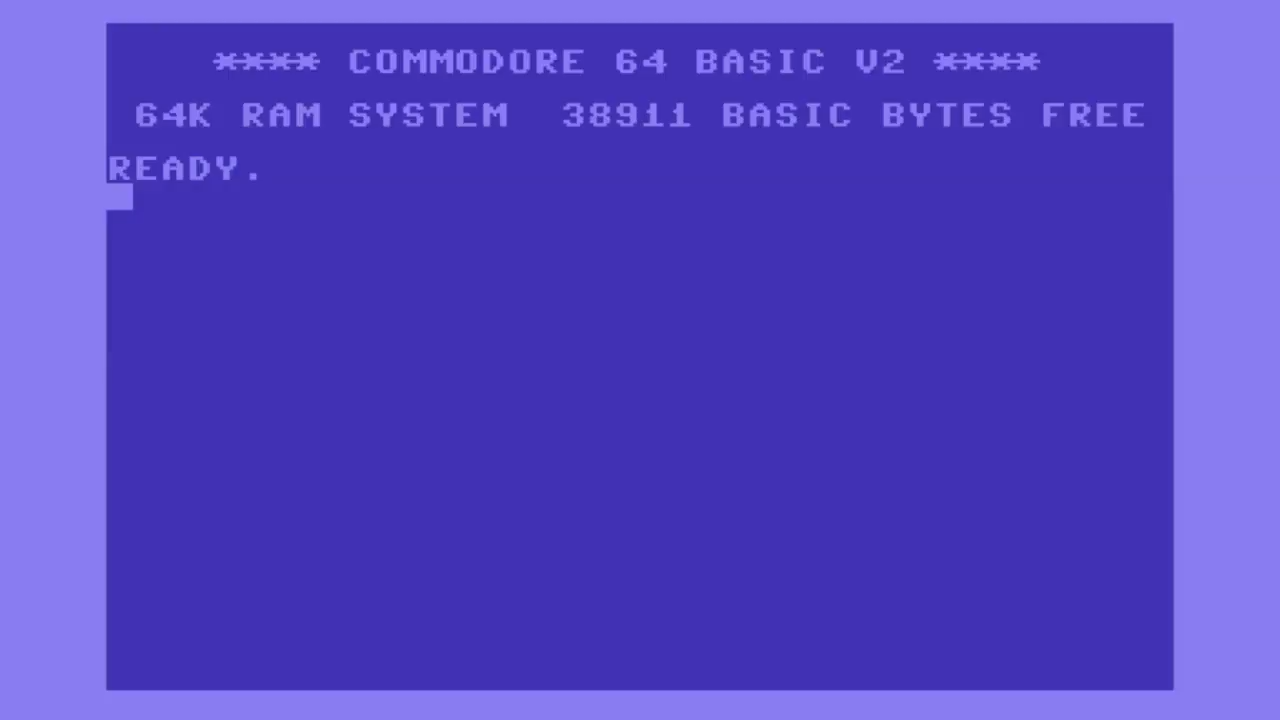 **** COMMODORE 64 BASIC V2 ****
64K RAM SYSTEM  38911 BASIC BYTES FREE
READY.